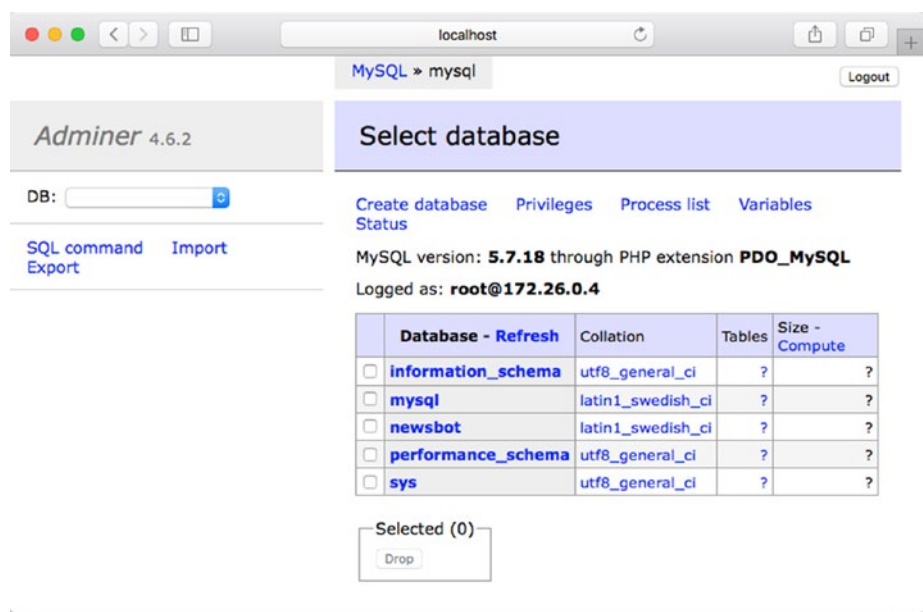 localhost
MySQL » mysql
Logout
Adminer 4.6.2
Select database
DB:
Create database Privileges Process list Variables
Status
SQL command Import
Export
MySQL version: 5.7.18 through PHP extension PDO_MySQL
Logged as: root@172.26.0.4
Database - Refresh Collation Tables Size - Compute
information_schema utf8_general_ci ? ?
mysql latin1_swedish_ci ? ?
newsbot latin1_swedish_ci ? ?
performance_schema utf8_general_ci ? ?
sys utf8_general_ci ? ?
Selected (0)
Drop